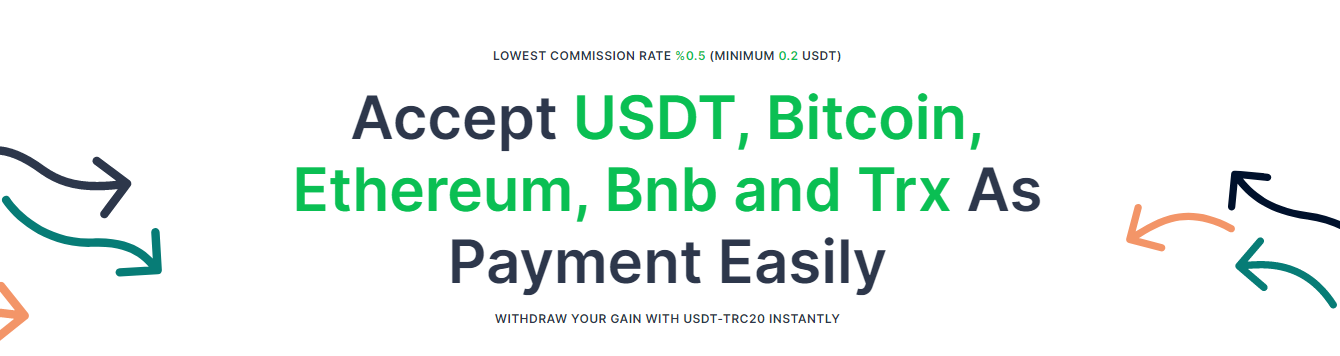 LOWEST COMMISSION RATE %0.5 (MINIMUM 0.2 USDT)
Accept USDT, Bitcoin,
Ethereum, Bnb and Trx As
Payment Easily
WITHDRAW YOUR GAIN WITH USDT-TRC20 INSTANTLY